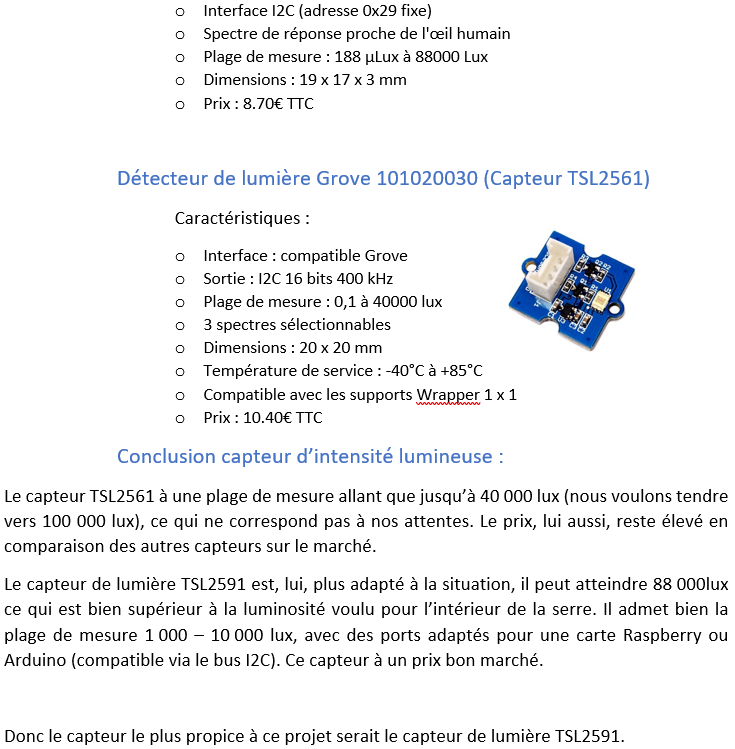 o Interface I2C (adresse 0x29 fixe)
o Spectre de réponse proche de l'œil humain
o Plage de mesure : 188 µLux à 88000 Lux
o Dimensions : 19 x 17 x 3 mm
o Prix : 8.70€ TTC
Détecteur de lumière Grove 101020030 (Capteur TSL2561)
Caractéristiques :
o Interface : compatible Grove
o Sortie : I2C 16 bits 400 kHz
o Plage de mesure : 0,1 à 40000 lux
o 3 spectres sélectionnables
o Dimensions : 20 x 20 mm
o Température de service : -40°C à +85°C
o Compatible avec les supports Wrapper 1 x 1
o Prix : 10.40€ TTC
Conclusion capteur d’intensité lumineuse :
Le capteur TSL2561 à une plage de mesure allant que jusqu’à 40 000 lux (nous voulons tendre
vers 100 000 lux), ce qui ne correspond pas à nos attentes. Le prix, lui aussi, reste élevé en
comparaison des autres capteurs sur le marché.
Le capteur de lumière TSL2591 est, lui, plus adapté à la situation, il peut atteindre 88 000lux
ce qui est bien supérieur à la luminosité voulu pour l’intérieur de la serre. Il admet bien la
plage de mesure 1 000 – 10 000 lux, avec des ports adaptés pour une carte Raspberry ou
Arduino (compatible via le bus I2C). Ce capteur à un prix bon marché.
Donc le capteur le plus propice à ce projet serait le capteur de lumière TSL2591.